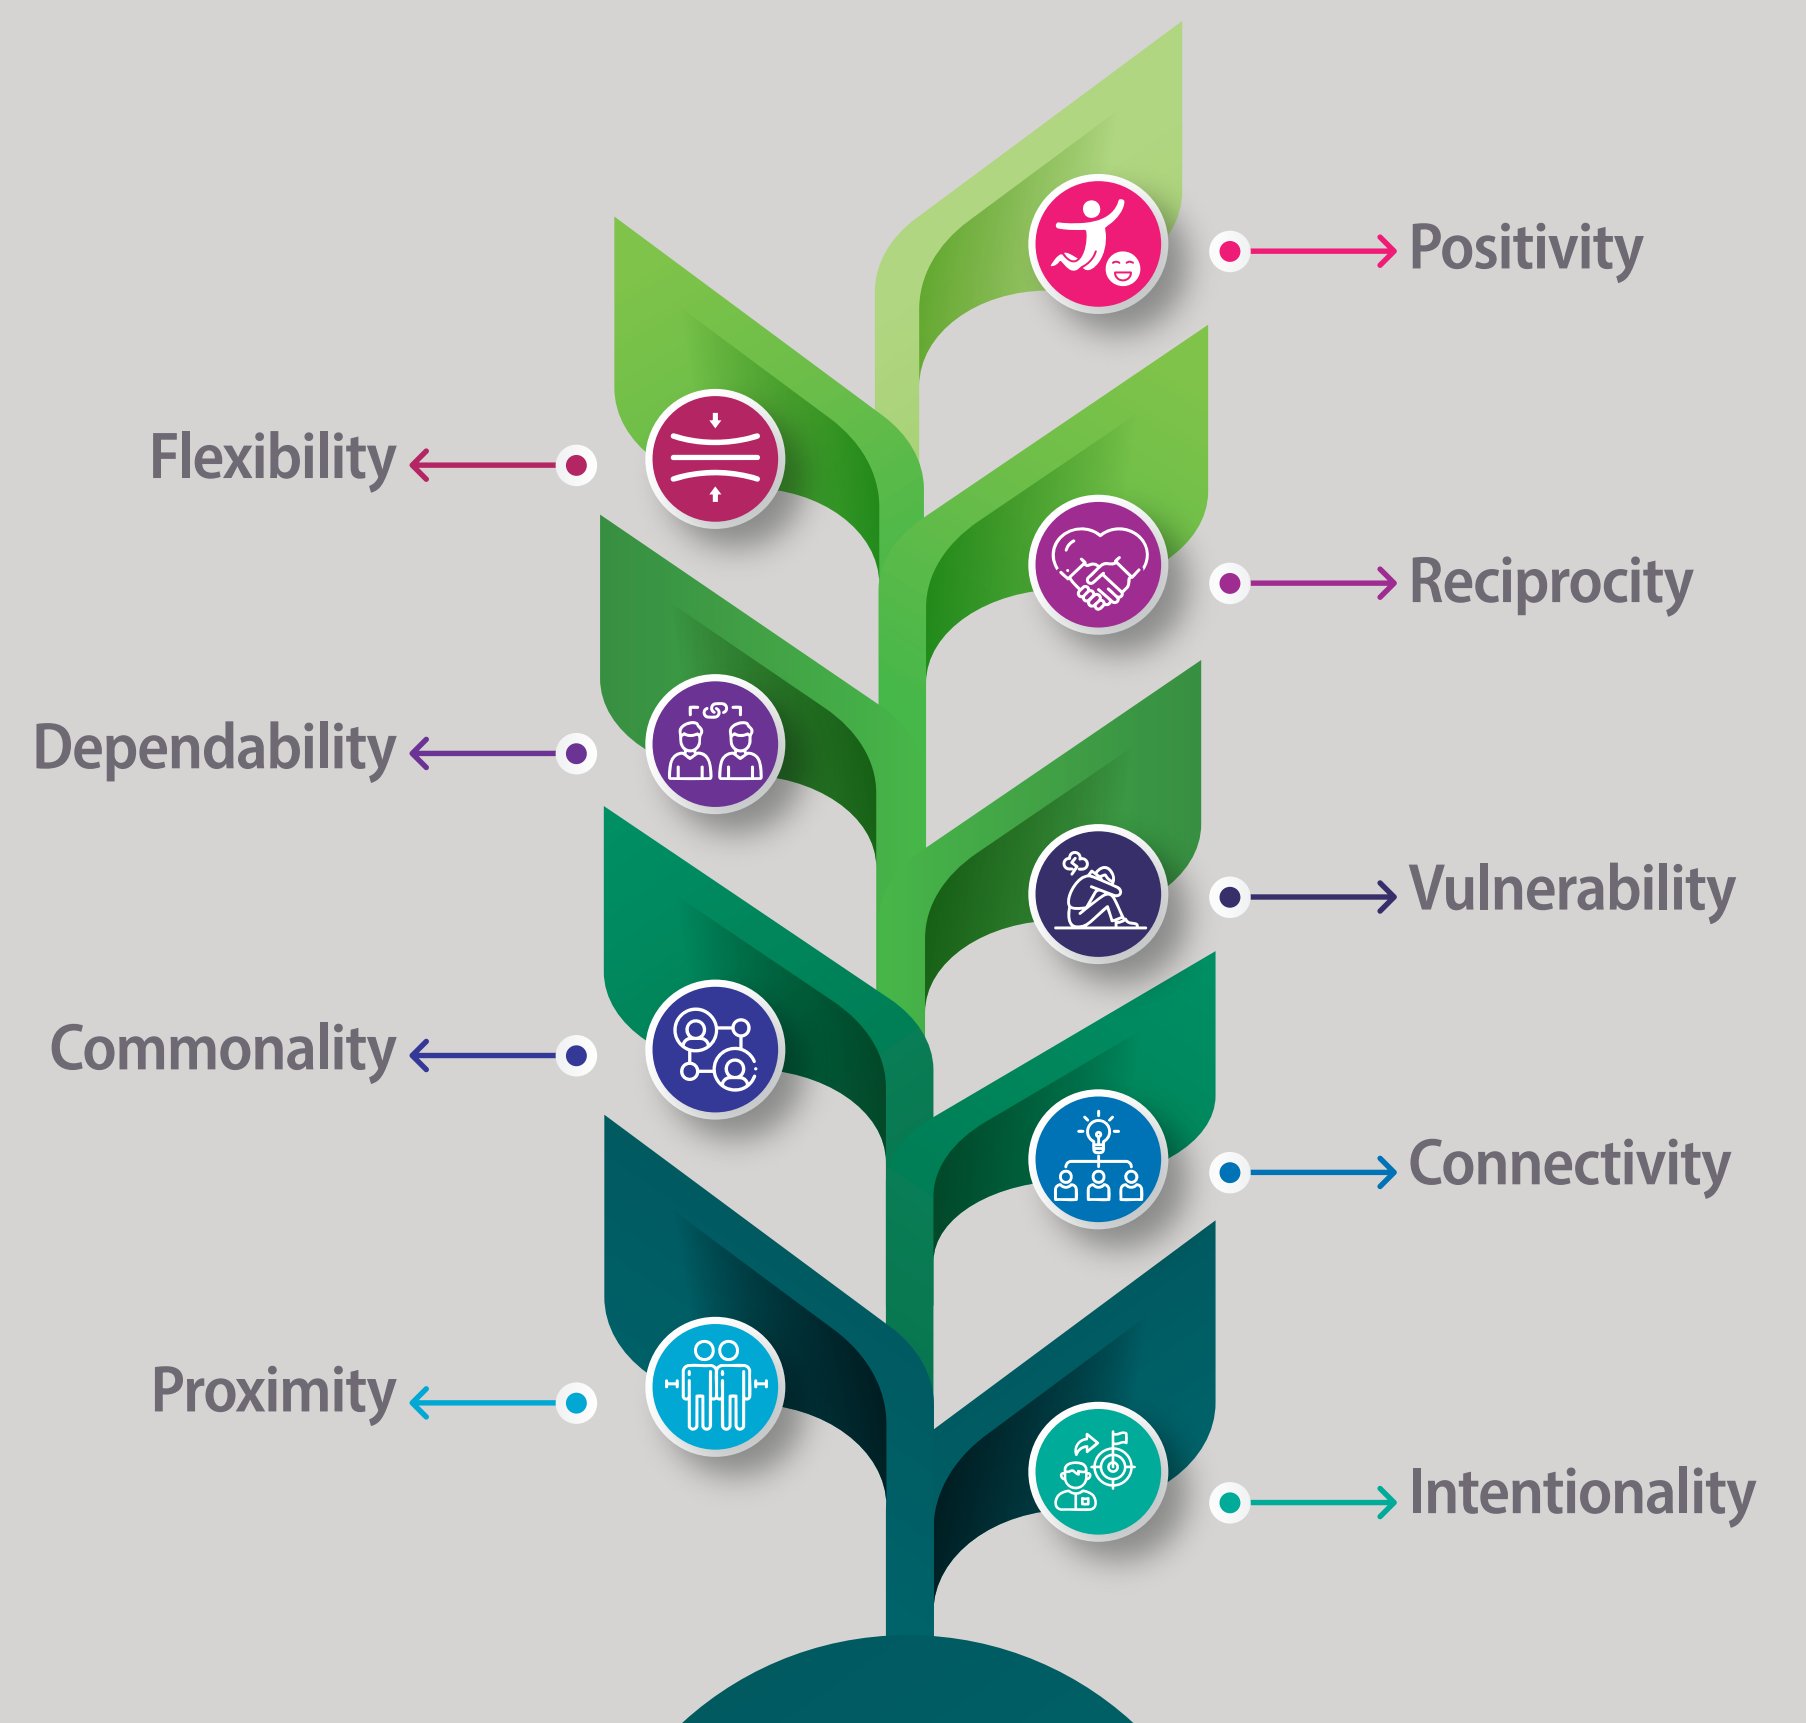 Positivity
Flexibility
Reciprocity
Dependability
Vulnerability
Commonality
Connectivity
Proximity
Intentionality